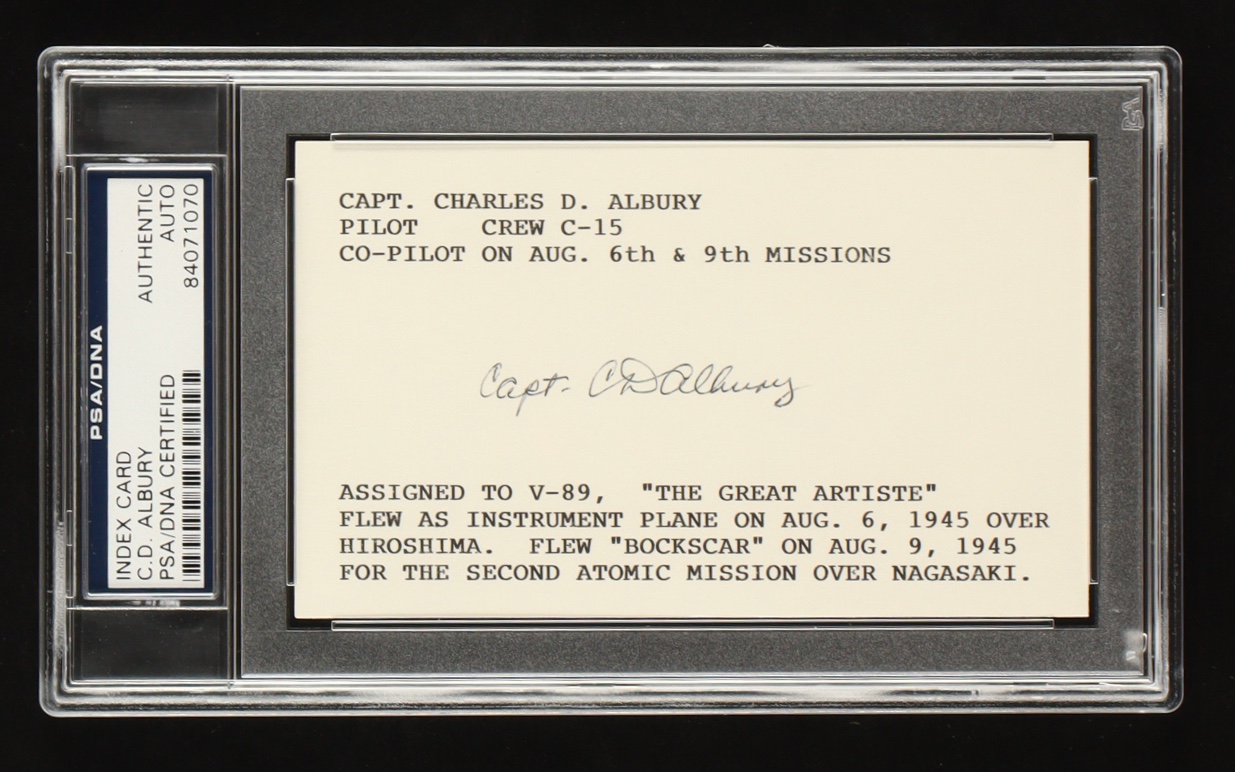 PSA/DNA
INDEX CARD AUTHENTIC
C.D. ALBURY AUTO
PSA/DNA CERTIFIED 84071070
CAPT. CHARLES D. ALBURY
PILOT CREW C-15
CO-PILOT ON AUG. 6th & 9th MISSIONS
Capt. CD Albury
ASSIGNED TO V-89, "THE GREAT ARTISTE"
FLEW AS INSTRUMENT PLANE ON AUG. 6, 1945 OVER
HIROSHIMA. FLEW "BOCKSCAR" ON AUG. 9, 1945
FOR THE SECOND ATOMIC MISSION OVER NAGASAKI.